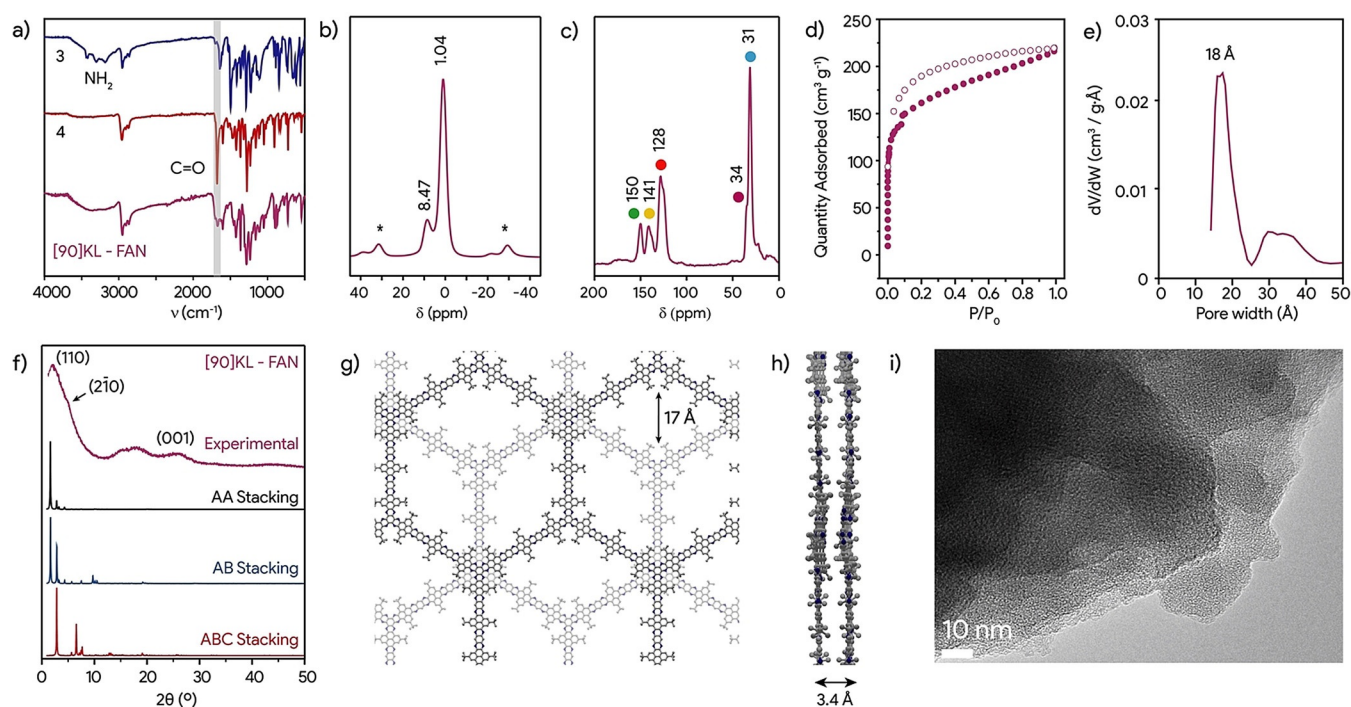 a)
3
NH₂
4
C=O
[90]KL - FAN
4000 3000 2000 1000
ν (cm⁻¹)
b)
1.04
8.47
* *
40 20 0 -20 -40
δ (ppm)
c)
31
128
34
150
141
200 150 100 50 0
δ (ppm)
d)
Quantity Adsorbed (cm³ g⁻¹)
250
200
150
100
50
0
0.0 0.2 0.4 0.6 0.8 1.0
P/P₀
e)
dV/dW (cm³ / g·Å)
0.03
0.02
0.01
0
18 Å
0 10 20 30 40 50
Pore width (Å)
f)
(110)
[90]KL - FAN
(21̄0)
(001)
Experimental
AA Stacking
AB Stacking
ABC Stacking
0 10 20 30 40 50
2θ (º)
g)
17 Å
h)
3.4 Å
i)
10 nm